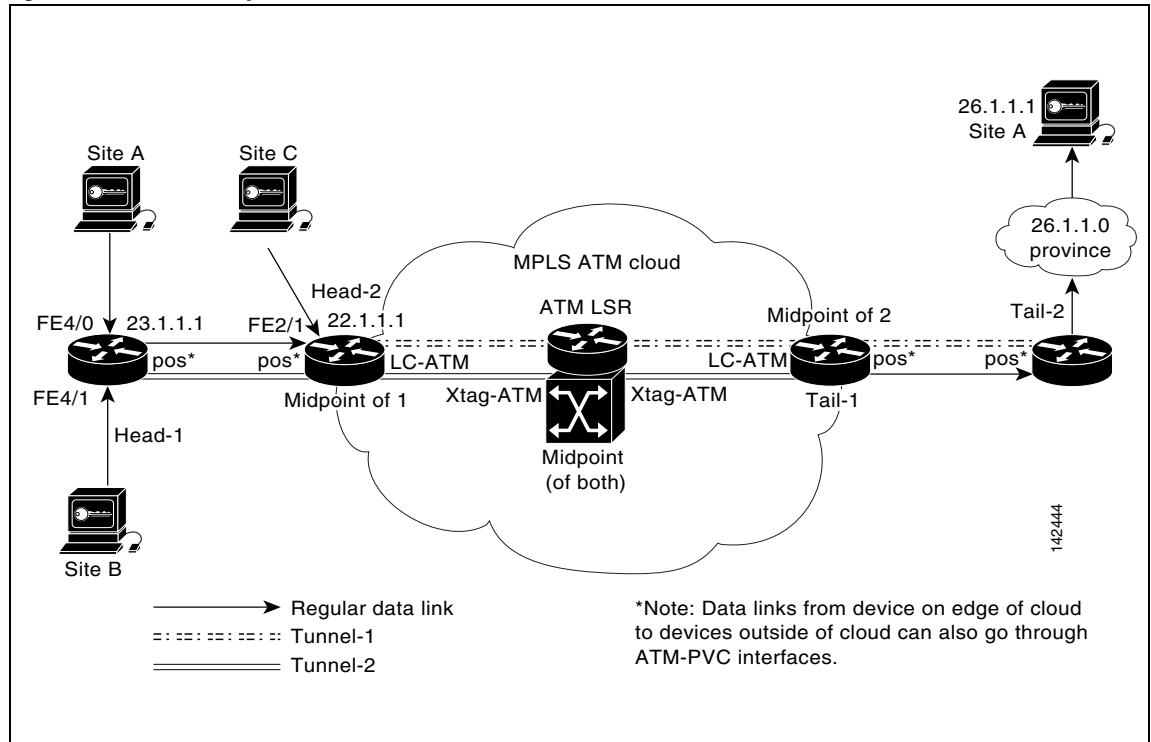 26.1.1.1
Site A
Site A
Site C
26.1.1.0
province
MPLS ATM cloud
Head-2
ATM LSR
Midpoint of 2
Tail-2
FE4/0
23.1.1.1
FE2/1
22.1.1.1
pos*
pos*
LC-ATM
LC-ATM
pos*
pos*
FE4/1
Midpoint of 1
Xtag-ATM
Xtag-ATM
Tail-1
Head-1
Midpoint
(of both)
Site B
142444
Regular data link
Tunnel-1
Tunnel-2
*Note: Data links from device on edge of cloud
to devices outside of cloud can also go through
ATM-PVC interfaces.